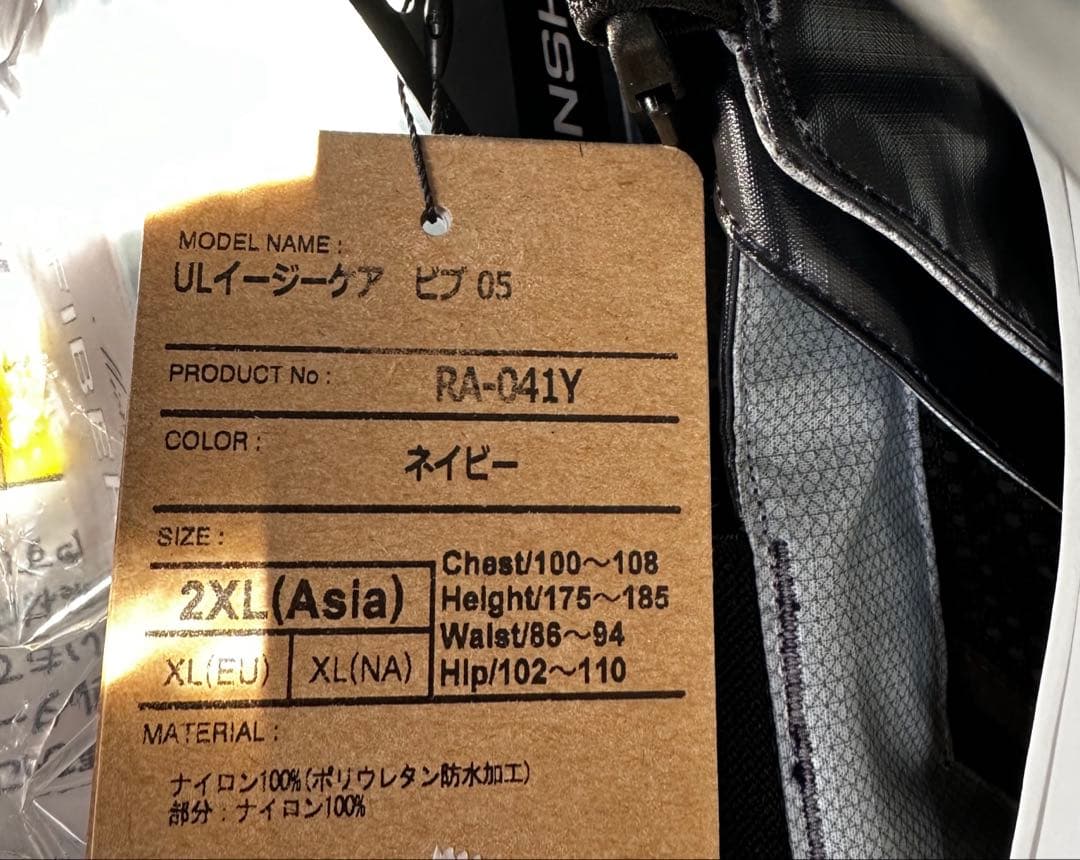 NSH
MODEL NAME :
ULイージーケア ビブ 05
PRODUCT No :
RA-041Y
COLOR :
ネイビー
SIZE :
2XL(Asia)
XL(EU) XL(NA)
Chest/100～108
Height/175～185
Waist/86～94
Hip/102～110
MATERIAL :
ナイロン100%(ポリウレタン防水加工)
部分：ナイロン100%